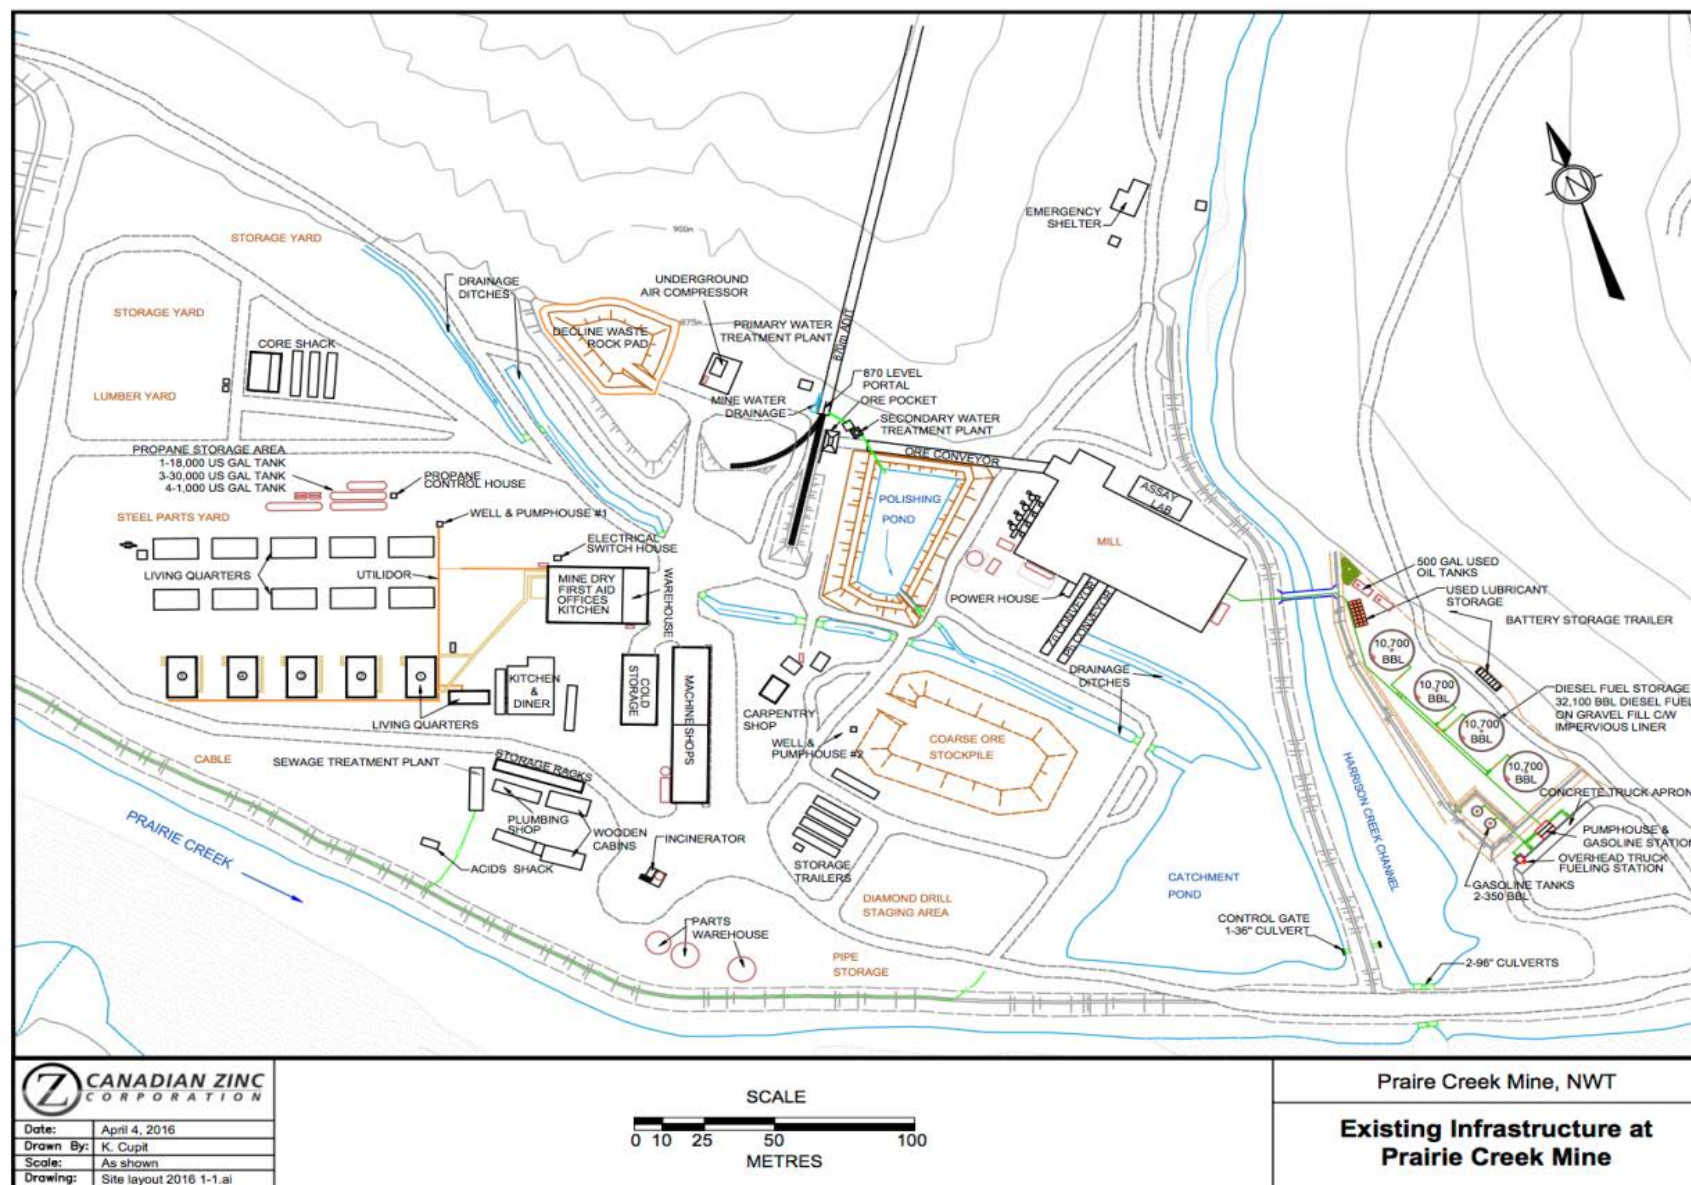 STORAGE YARD
STORAGE YARD
LUMBER YARD
CORE SHACK
DRAINAGE
DITCHES
DECLINE WASTE
ROCK PAD
900m
875m
UNDERGROUND
AIR COMPRESSOR
PRIMARY WATER
TREATMENT PLANT
870m ADIT
MINE WATER
DRAINAGE
870 LEVEL
PORTAL
ORE POCKET
SECONDARY WATER
TREATMENT PLANT
ORE CONVEYOR
EMERGENCY
SHELTER
N
PROPANE STORAGE AREA
1-18,000 US GAL TANK
3-30,000 US GAL TANK
4-1,000 US GAL TANK
PROPANE
CONTROL HOUSE
STEEL PARTS YARD
WELL & PUMPHOUSE #1
ELECTRICAL
SWITCH HOUSE
LIVING QUARTERS
UTILIDOR
MINE DRY
FIRST AID
OFFICES
KITCHEN
WAREHOUSE
POLISHING
POND
ASSAY
LAB
MILL
POWER HOUSE
Zn CONVEYOR
Pb CONVEYOR
500 GAL USED
OIL TANKS
USED LUBRICANT
STORAGE
BATTERY STORAGE TRAILER
10,700
BBL
10,700
BBL
10,700
BBL
10,700
BBL
DIESEL FUEL STORAGE
32,100 BBL DIESEL FUEL
ON GRAVEL FILL C/W
IMPERVIOUS LINER
KITCHEN
&
DINER
COLD
STORAGE
MACHINE SHOPS
LIVING QUARTERS
CARPENTRY
SHOP
WELL &
PUMPHOUSE #2
COARSE ORE
STOCKPILE
DRAINAGE
DITCHES
CABLE
SEWAGE TREATMENT PLANT
STORAGE RACKS
PLUMBING
SHOP
WOODEN
CABINS
ACIDS SHACK
INCINERATOR
STORAGE
TRAILERS
DIAMOND DRILL
STAGING AREA
PARTS
WAREHOUSE
PIPE
STORAGE
PRAIRIE CREEK
HARRISON CREEK CHANNEL
CATCHMENT
POND
CONTROL GATE
1-36" CULVERT
2-96" CULVERTS
CONCRETE TRUCK APRON
PUMPHOUSE &
GASOLINE STATION
OVERHEAD TRUCK
FUELING STATION
GASOLINE TANKS
2-350 BBL
Z CANADIAN ZINC
CORPORATION
Date: April 4, 2016
Drawn By: K. Cupit
Scale: As shown
Drawing: Site layout 2016 1-1.ai
SCALE
0 10 25 50 100
METRES
Praire Creek Mine, NWT
Existing Infrastructure at
Prairie Creek Mine